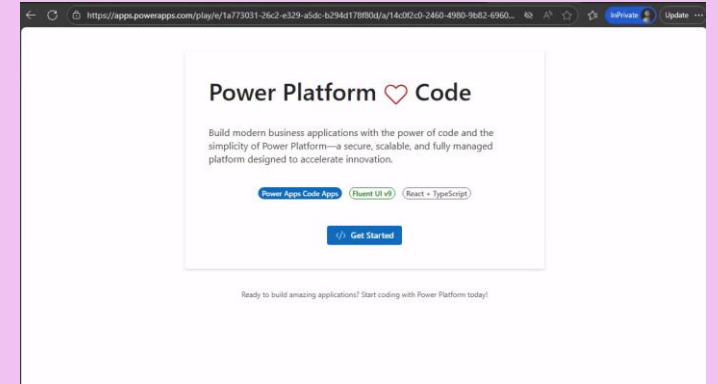 https://apps.powerapps.com/play/e/1a773031-26c2-e329-a5dc-b294d178f80d/a/14c0f2c0-2460-4980-9b82-6960... InPrivate Update
Power Platform Code
Build modern business applications with the power of code and the
simplicity of Power Platform—a secure, scalable, and fully managed
platform designed to accelerate innovation.
Power Apps Code Apps Fluent UI v9 React + TypeScript
</> Get Started
Ready to build amazing applications? Start coding with Power Platform today!